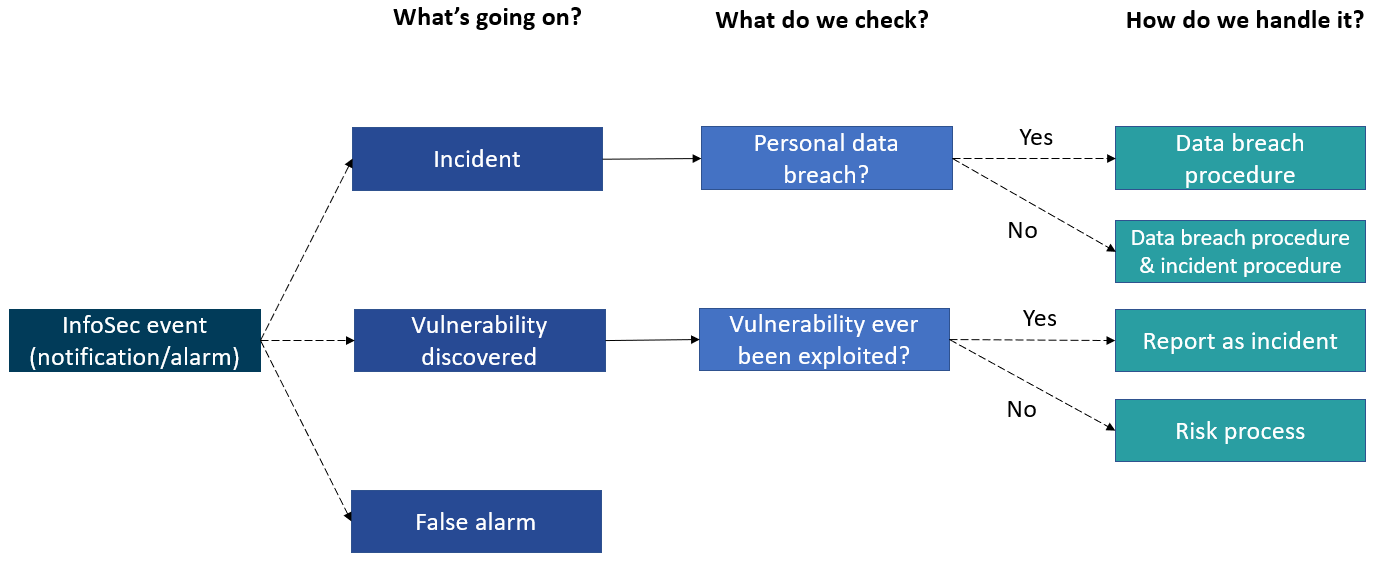 What's going on?
What do we check?
How do we handle it?
Incident
Personal data
breach?
Yes
Data breach
procedure
No
Data breach procedure
& incident procedure
InfoSec event
(notification/alarm)
Vulnerability
discovered
Vulnerability ever
been exploited?
Yes
Report as incident
No
Risk process
False alarm